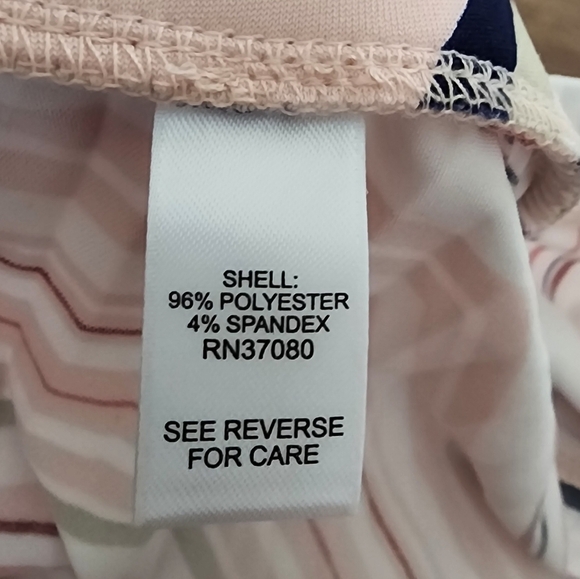 SHELL:
96% POLYESTER
4% SPANDEX
RN37080
SEE REVERSE
FOR CARE